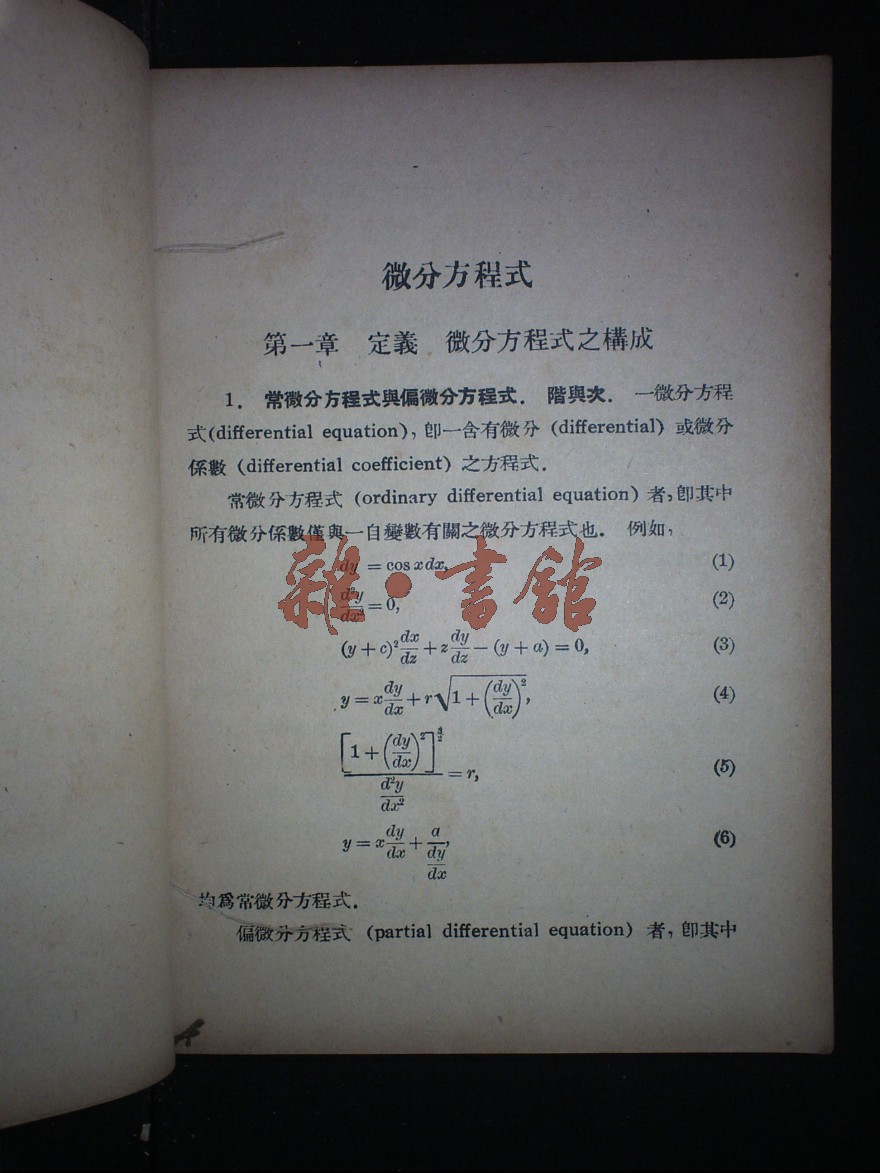 微分方程式
第一章　定義　微分方程式之構成
1．常微分方程式與偏微分方程式．階與次．一微分方程
式(differential equation)，卽一含有微分 (differential) 或微分
係數 (differential coefficient) 之方程式．
常微分方程式 (ordinary differential equation) 者，卽其中
所有微分係數僅與一自變數有關之微分方程式也．例如，
dy = cos x dx, (1)
d²y/dx² = 0, (2)
(y + c)² dx/dz + z dy/dz − (y + a) = 0, (3)
y = x dy/dx + r√(1 + (dy/dx)²), (4)
[1 + (dy/dx)²]^(3/2) / (d²y/dx²) = r, (5)
y = x dy/dx + a/(dy/dx), (6)
均爲常微分方程式．
偏微分方程式 (partial differential equation) 者，卽其中
雜·書館